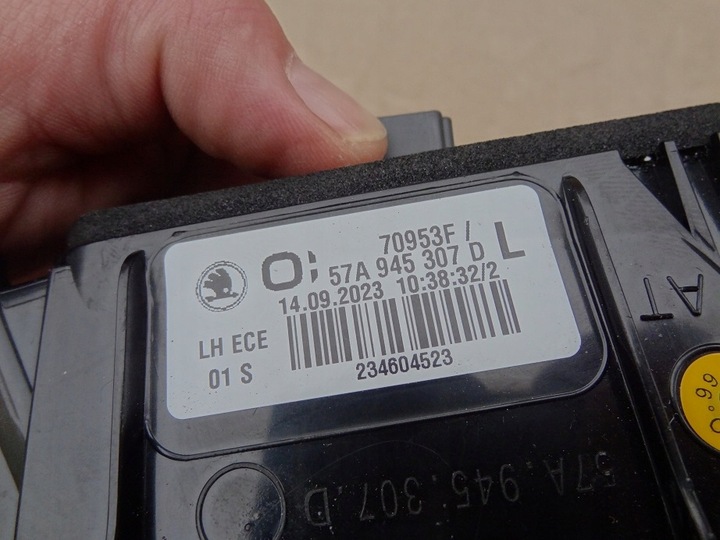 70953F /
O; 57A 945 307 D L
14.09.2023 10:38:32/2
LH ECE
01 S
234604523
57A.945.307.D